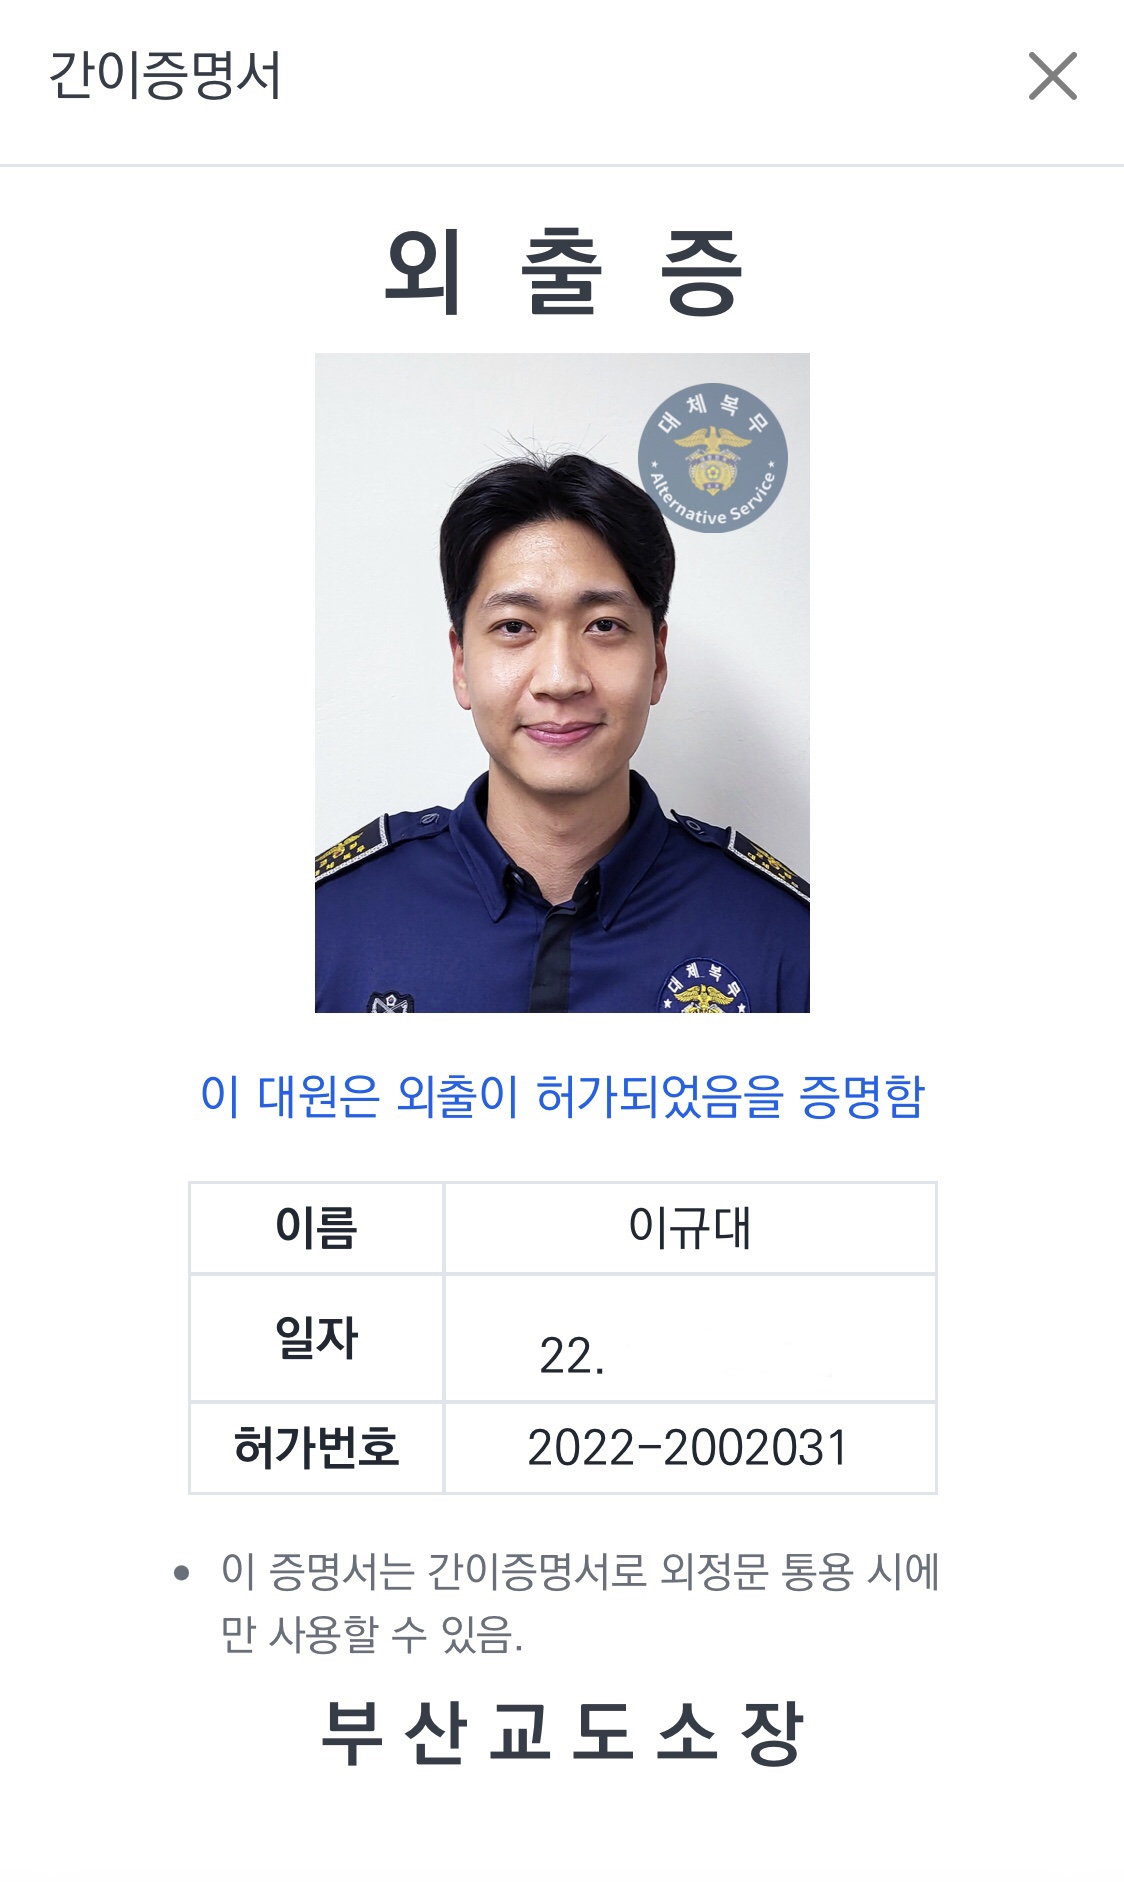 간이증명서
외 출 증
대체복무
Alternative Service
대체복무
이 대원은 외출이 허가되었음을 증명함
이름 이규대
일자 22.
허가번호 2022-2002031
• 이 증명서는 간이증명서로 외정문 통용 시에
만 사용할 수 있음.
부산교도소장